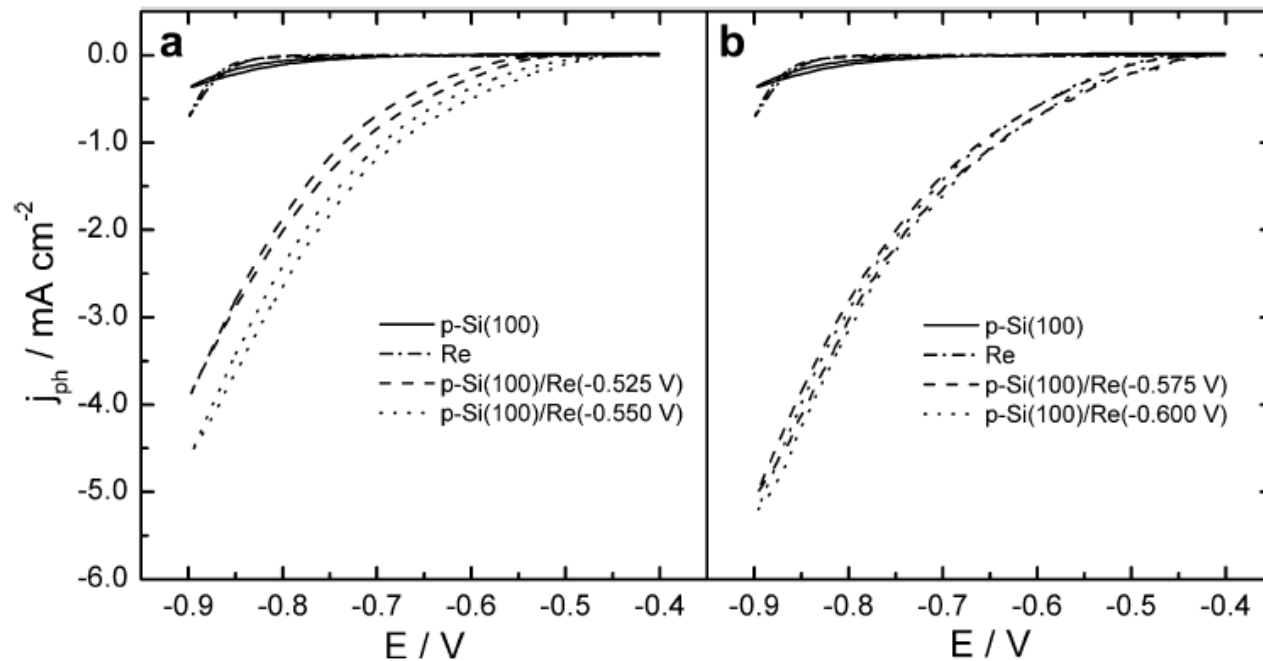 a
b
0.0
-1.0
-2.0
-3.0
-4.0
-5.0
-6.0
j_ph / mA cm^-2
p-Si(100)
Re
p-Si(100)/Re(-0.525 V)
p-Si(100)/Re(-0.550 V)
p-Si(100)
Re
p-Si(100)/Re(-0.575 V)
p-Si(100)/Re(-0.600 V)
-0.9 -0.8 -0.7 -0.6 -0.5 -0.4
-0.9 -0.8 -0.7 -0.6 -0.5 -0.4
E / V
E / V